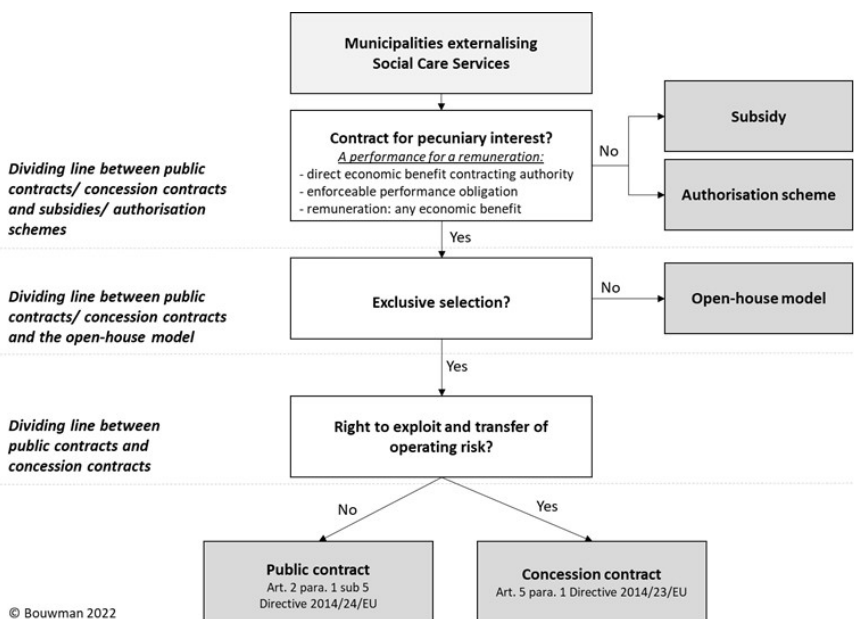 Municipalities externalising
Social Care Services
Contract for pecuniary interest?
A performance for a remuneration:
- direct economic benefit contracting authority
- enforceable performance obligation
- remuneration: any economic benefit
No
Subsidy
Authorisation scheme
Dividing line between public
contracts/ concession contracts
and subsidies/ authorisation
schemes
Yes
Dividing line between public
contracts/ concession contracts
and the open-house model
Exclusive selection?
No
Open-house model
Yes
Dividing line between
public contracts and
concession contracts
Right to exploit and transfer of
operating risk?
No
Yes
Public contract
Art. 2 para. 1 sub 5
Directive 2014/24/EU
Concession contract
Art. 5 para. 1 Directive 2014/23/EU
© Bouwman 2022